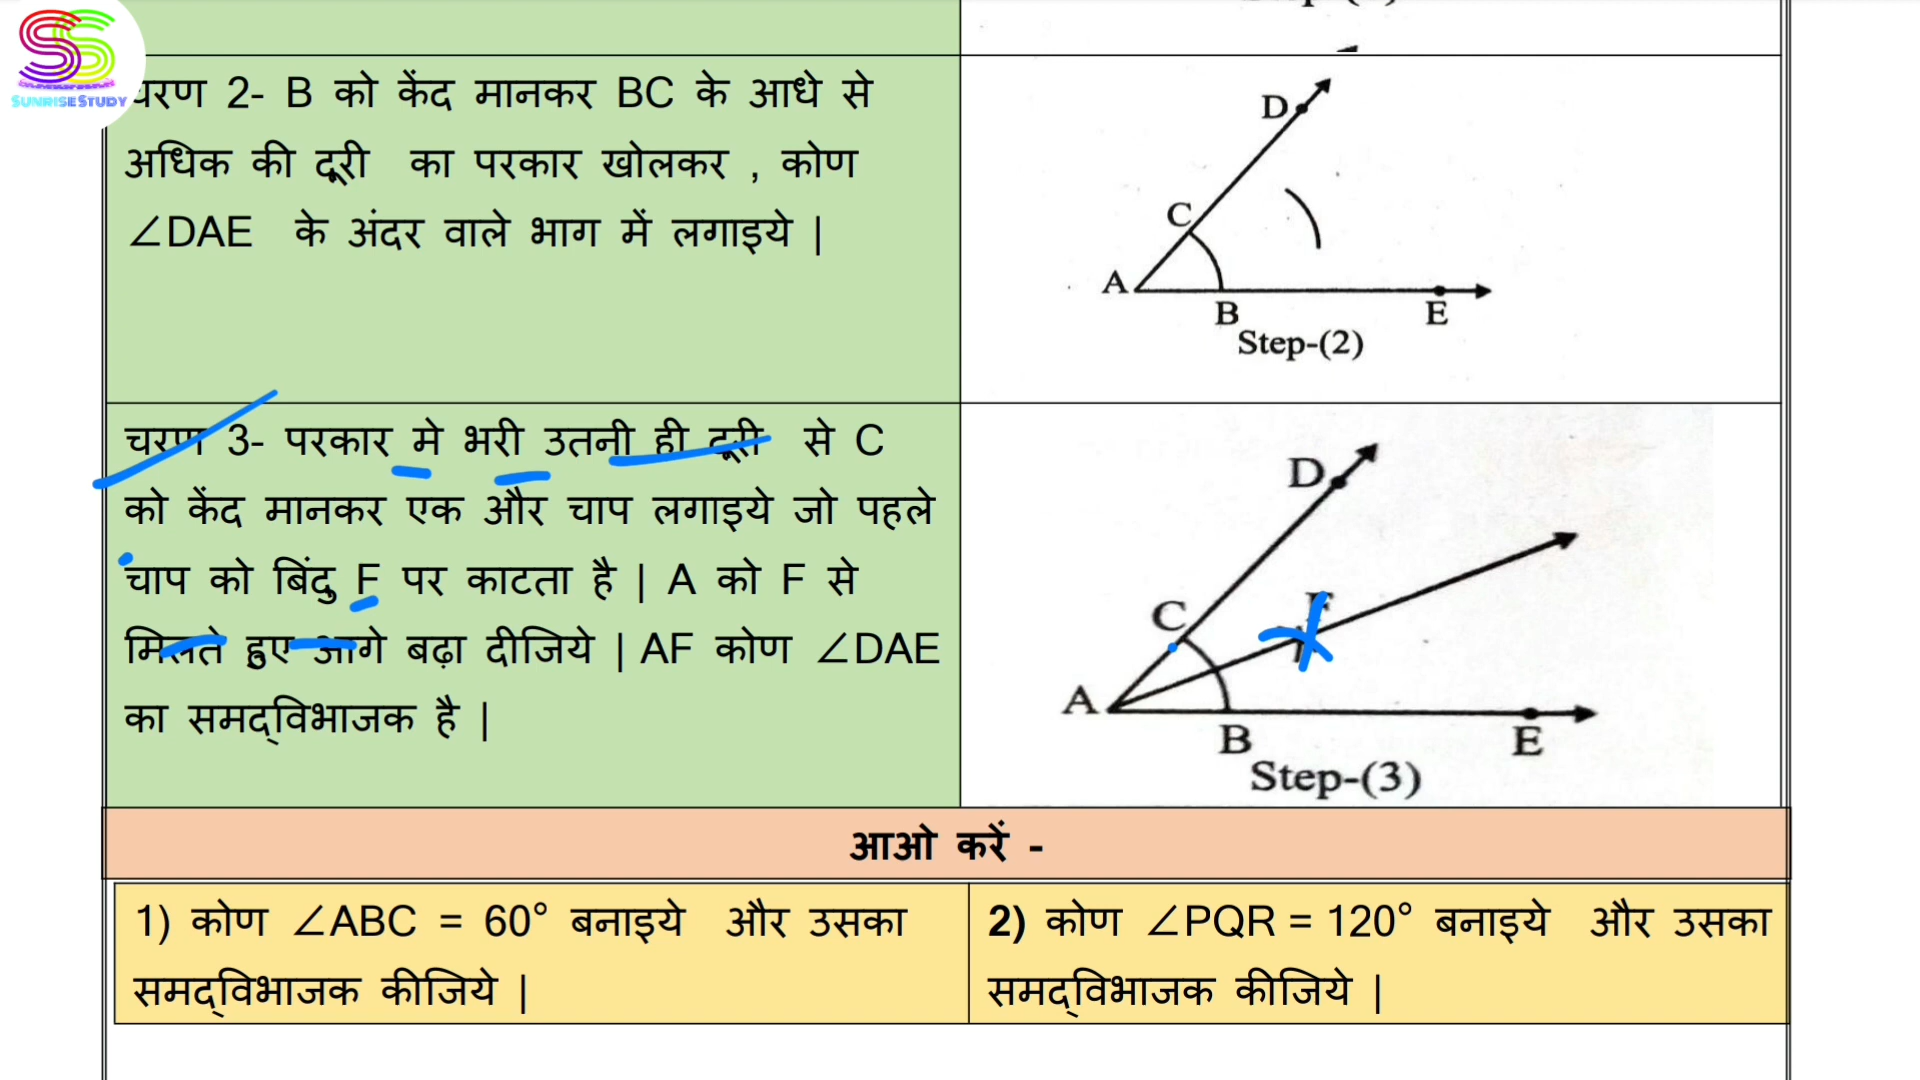 SUNRISESTUDY
चरण 2- B को केंद मानकर BC के आधे से
अधिक की दूरी का परकार खोलकर , कोण
∠DAE के अंदर वाले भाग में लगाइये |
D
C
A
B
E
Step-(2)
चरण 3- परकार मे भरी उतनी ही दूरी से C
को केंद मानकर एक और चाप लगाइये जो पहले
चाप को बिंदु F पर काटता है | A को F से
मिलते हुए आगे बढ़ा दीजिये | AF कोण ∠DAE
का समद्विभाजक है |
D
F
C
A
B
E
Step-(3)
आओ करें -
1) कोण ∠ABC = 60° बनाइये और उसका
समद्विभाजक कीजिये |
2) कोण ∠PQR = 120° बनाइये और उसका
समद्विभाजक कीजिये |